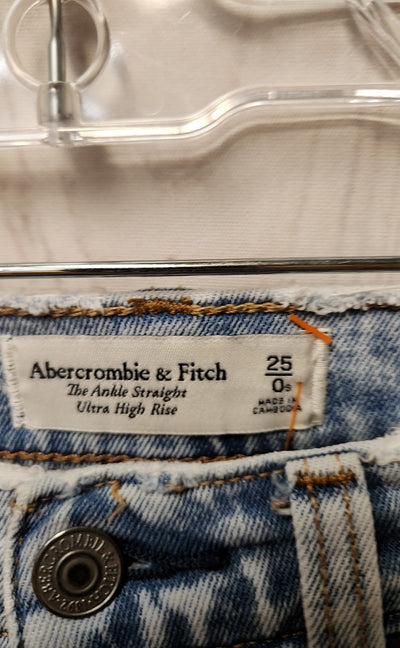 Abercrombie & Fitch
The Ankle Straight
Ultra High Rise
25
0s
MADE IN
CAMBODIA